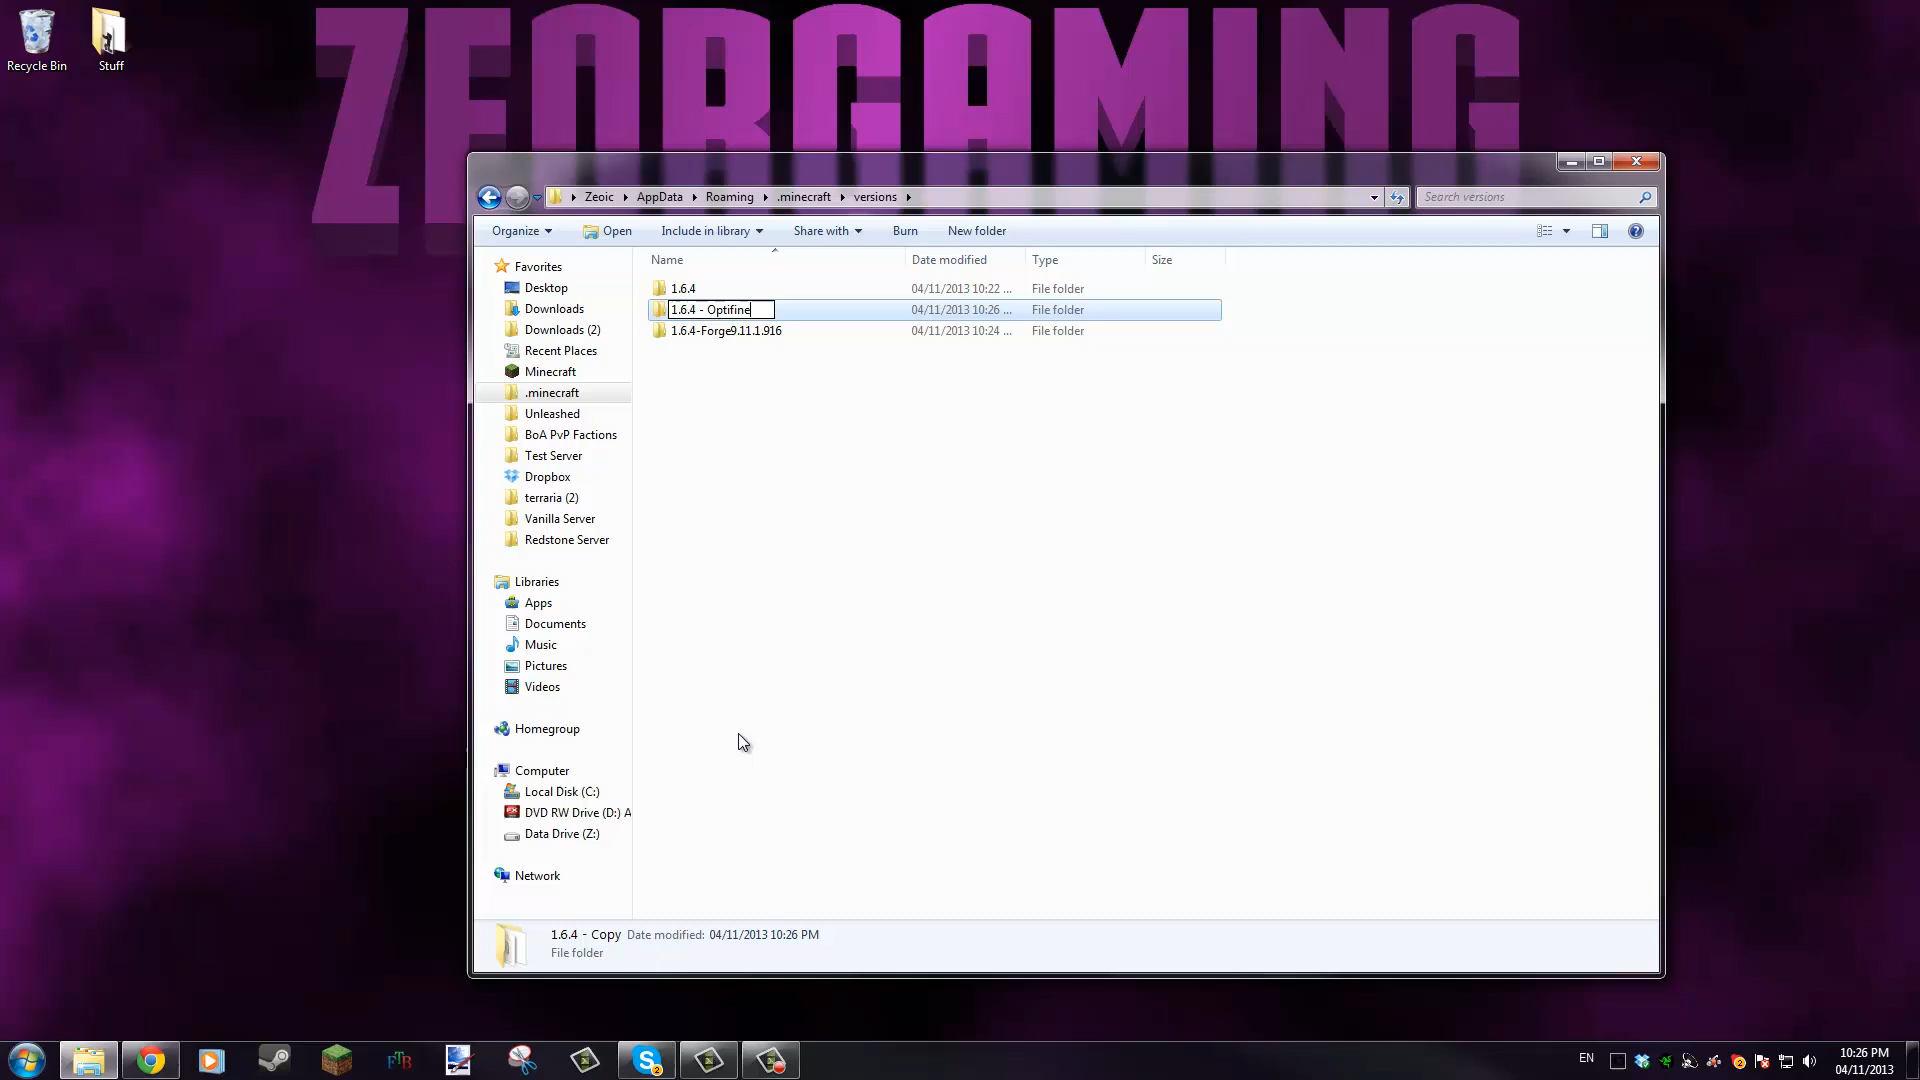 ZEORGAMING
Recycle Bin
Stuff
Zeoic
AppData
Roaming
.minecraft
versions
Search versions
Organize
Open
Include in library
Share with
Burn
New folder
Name
Date modified
Type
Size
1.6.4
04/11/2013 10:22 ...
File folder
1.6.4 - Optifine
04/11/2013 10:26 ...
File folder
1.6.4-Forge9.11.1.916
04/11/2013 10:24 ...
File folder
Favorites
Desktop
Downloads
Downloads (2)
Recent Places
Minecraft
.minecraft
Unleashed
BoA PvP Factions
Test Server
Dropbox
terraria (2)
Vanilla Server
Redstone Server
Libraries
Apps
Documents
Music
Pictures
Videos
Homegroup
Computer
Local Disk (C:)
DVD RW Drive (D:) A
Data Drive (Z:)
Network
1.6.4 - Copy
Date modified: 04/11/2013 10:26 PM
File folder
FTB
2
EN
2
10:26 PM
04/11/2013